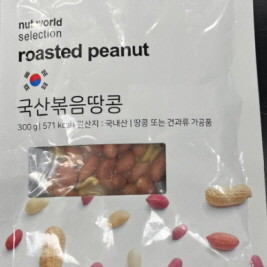 nut world
selection
roasted peanut
국산볶음땅콩
300 g | 571 kcal | 원산지 : 국내산 | 땅콩 또는 견과류 가공품